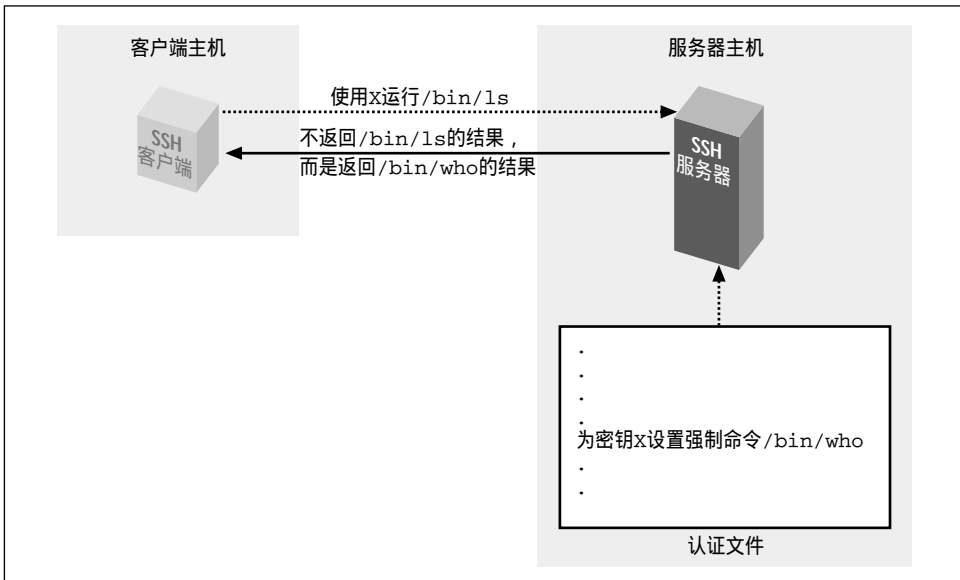 客户端主机
服务器主机
使用X运行/bin/ls
SSH
客户端
不返回/bin/ls的结果，
而是返回/bin/who的结果
SSH
服务器
.
.
.
.
为密钥X设置强制命令/bin/who
.
.
认证文件